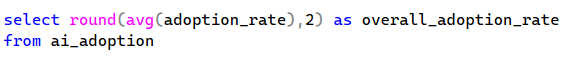 select round(avg(adoption_rate),2) as overall_adoption_rate
from ai_adoption